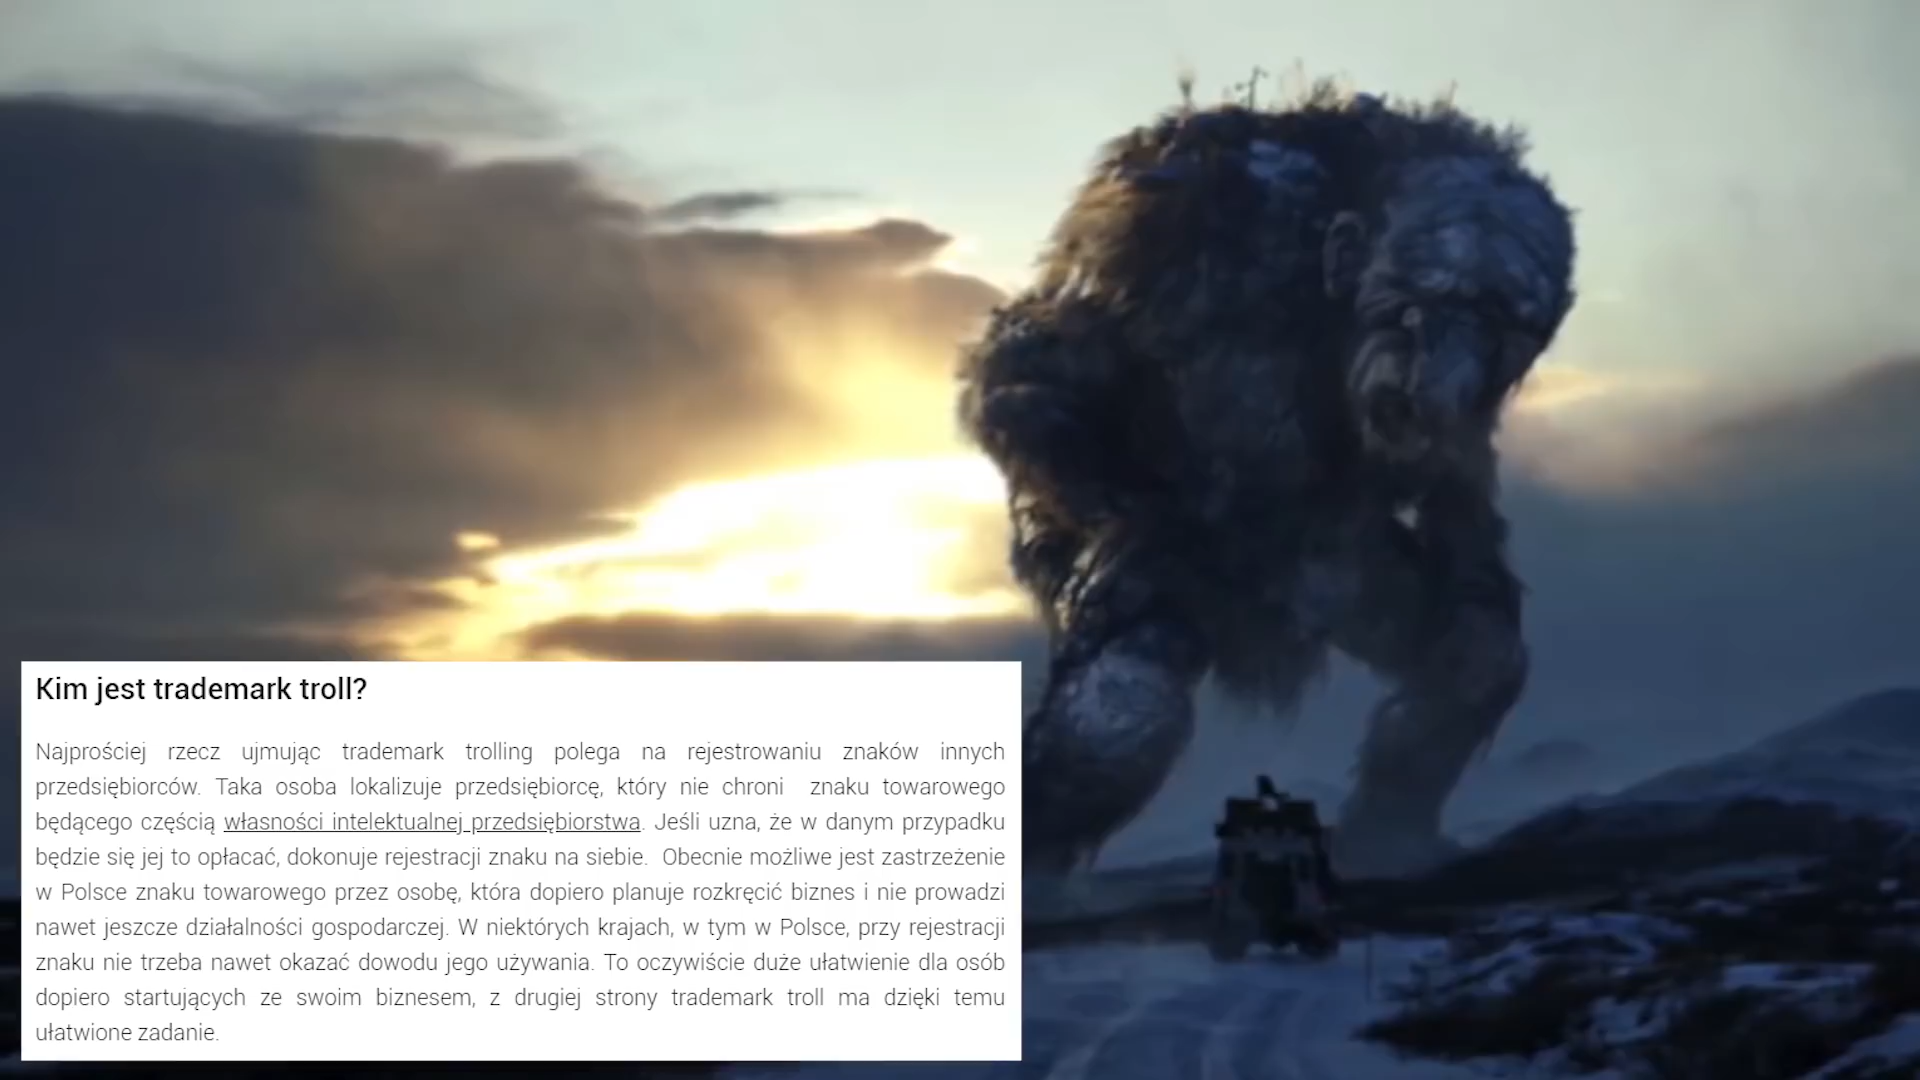 Kim jest trademark troll?
Najprościej rzecz ujmując trademark trolling polega na rejestrowaniu znaków innych
przedsiębiorców. Taka osoba lokalizuje przedsiębiorcę, który nie chroni znaku towarowego
będącego częścią własności intelektualnej przedsiębiorstwa. Jeśli uzna, że w danym przypadku
będzie się jej to opłacać, dokonuje rejestracji znaku na siebie. Obecnie możliwe jest zastrzeżenie
w Polsce znaku towarowego przez osobę, która dopiero planuje rozkręcić biznes i nie prowadzi
nawet jeszcze działalności gospodarczej. W niektórych krajach, w tym w Polsce, przy rejestracji
znaku nie trzeba nawet okazać dowodu jego używania. To oczywiście duże ułatwienie dla osób
dopiero startujących ze swoim biznesem, z drugiej strony trademark troll ma dzięki temu
ułatwione zadanie.